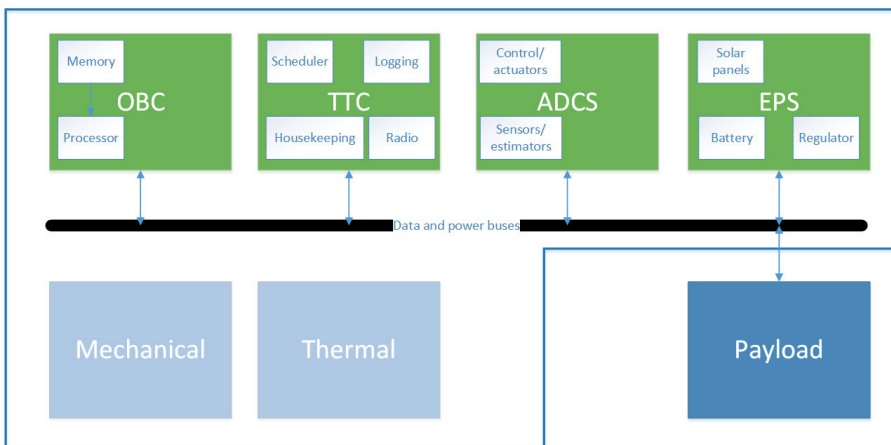 Memory
OBC
Processor
Scheduler
Logging
TTC
Housekeeping
Radio
Control/
actuators
ADCS
Sensors/
estimators
Solar
panels
EPS
Battery
Regulator
Data and power buses
Mechanical
Thermal
Payload